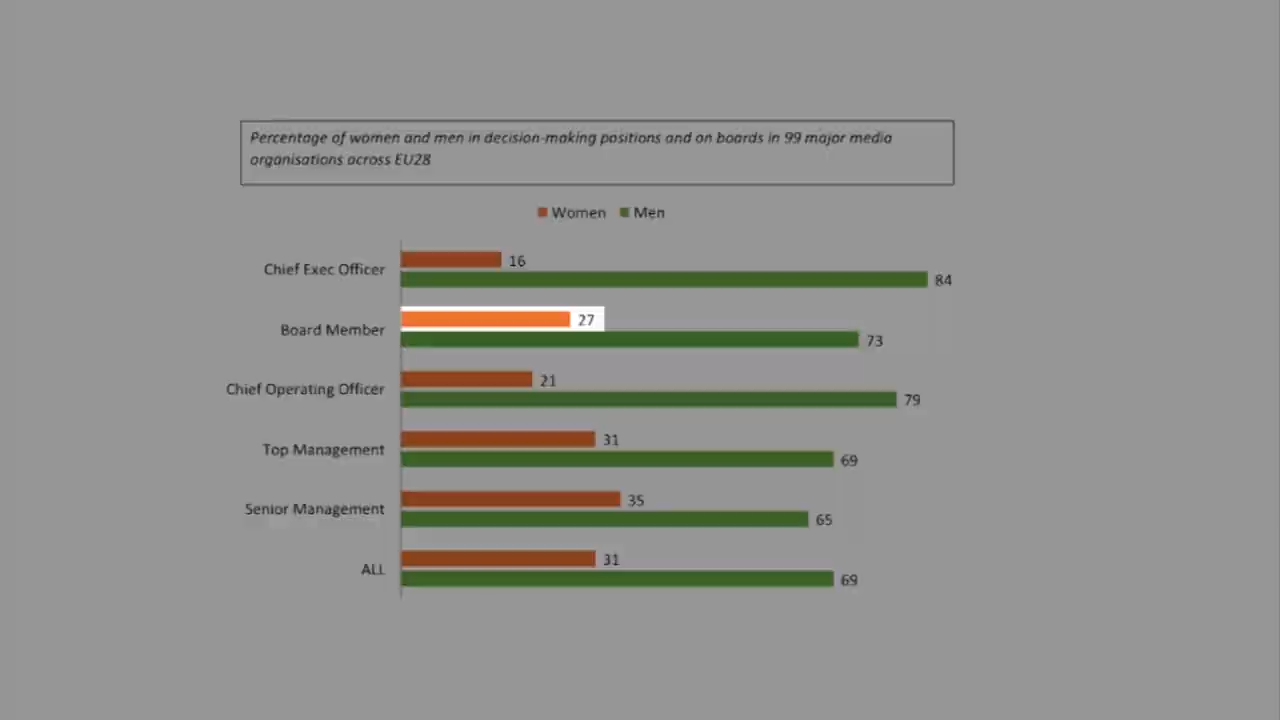 Percentage of women and men in decision-making positions and on boards in 99 major media
organisations across EU28
Women Men
Chief Exec Officer 16
84
Board Member 27
73
Chief Operating Officer 21
79
Top Management 31
69
Senior Management 35
65
ALL 31
69